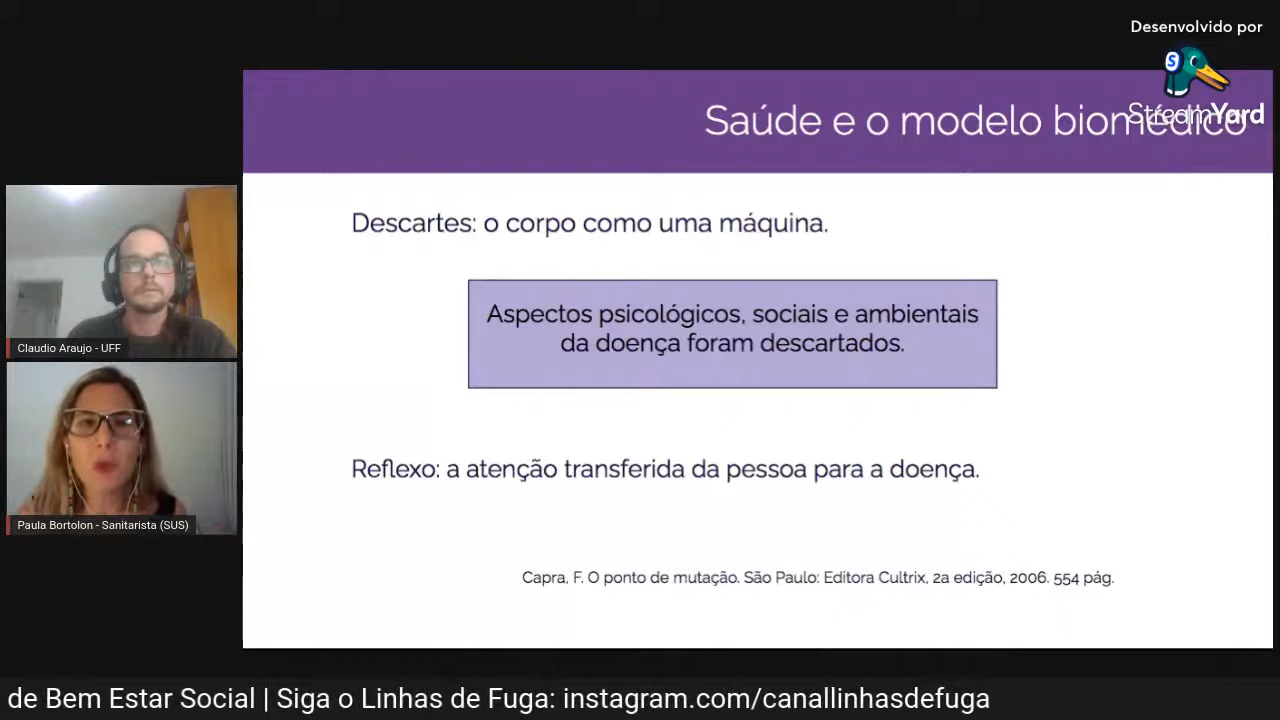 Desenvolvido por
StreamYard
Saúde e o modelo biomédico
Descartes: o corpo como uma máquina.
Aspectos psicológicos, sociais e ambientais
da doença foram descartados.
Reflexo: a atenção transferida da pessoa para a doença.
Capra, F. O ponto de mutação. São Paulo: Editora Cultrix, 2a edição, 2006. 554 pág.
Claudio Araujo - UFF
Paula Bortolon - Sanitarista (SUS)
de Bem Estar Social | Siga o Linhas de Fuga: instagram.com/canallinhasdefuga